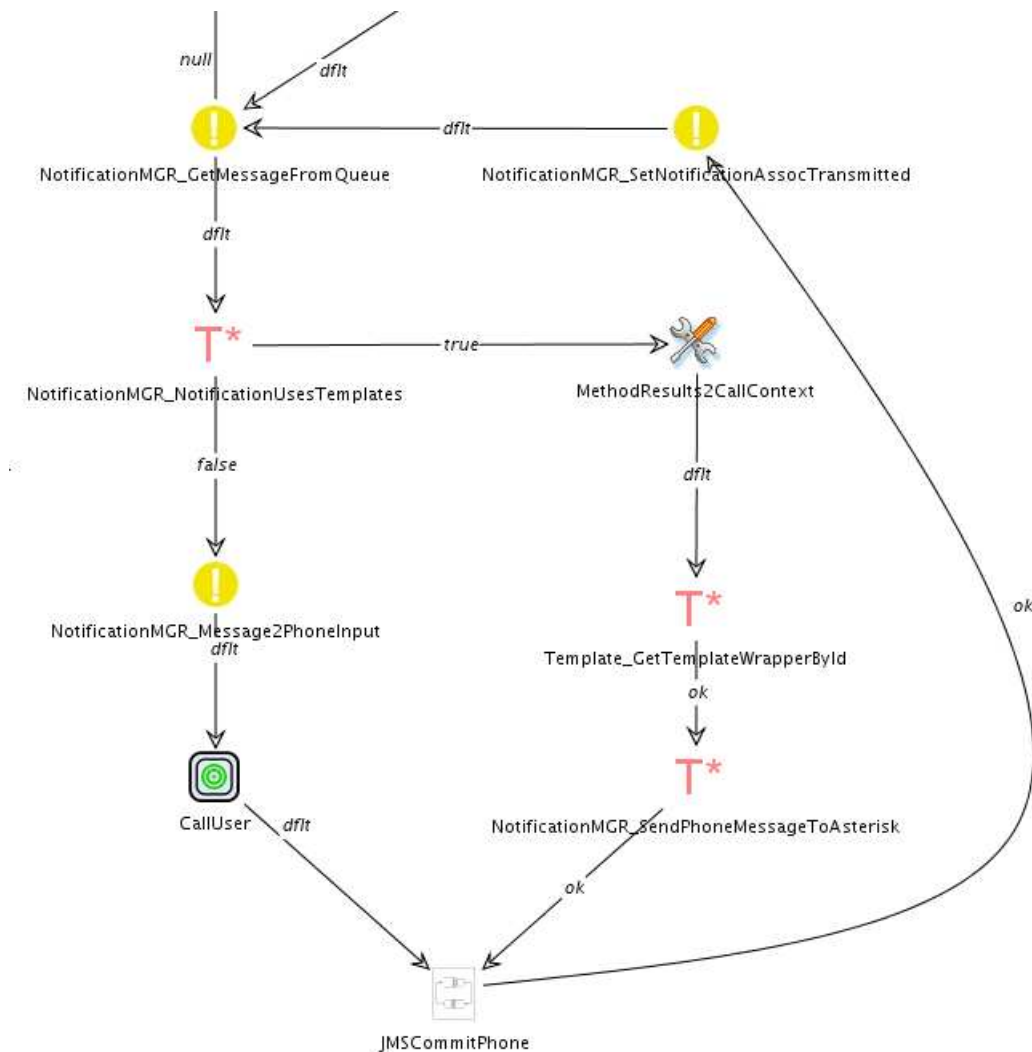 null
dflt
dflt
NotificationMGR_GetMessageFromQueue
NotificationMGR_SetNotificationAssocTransmitted
dflt
T*
true
NotificationMGR_NotificationUsesTemplates
MethodResults2CallContext
false
dflt
T*
ok
NotificationMGR_Message2PhoneInput
dflt
Template_GetTemplateWrapperById
ok
T*
CallUser
NotificationMGR_SendPhoneMessageToAsterisk
dflt
ok
JMSCommitPhone